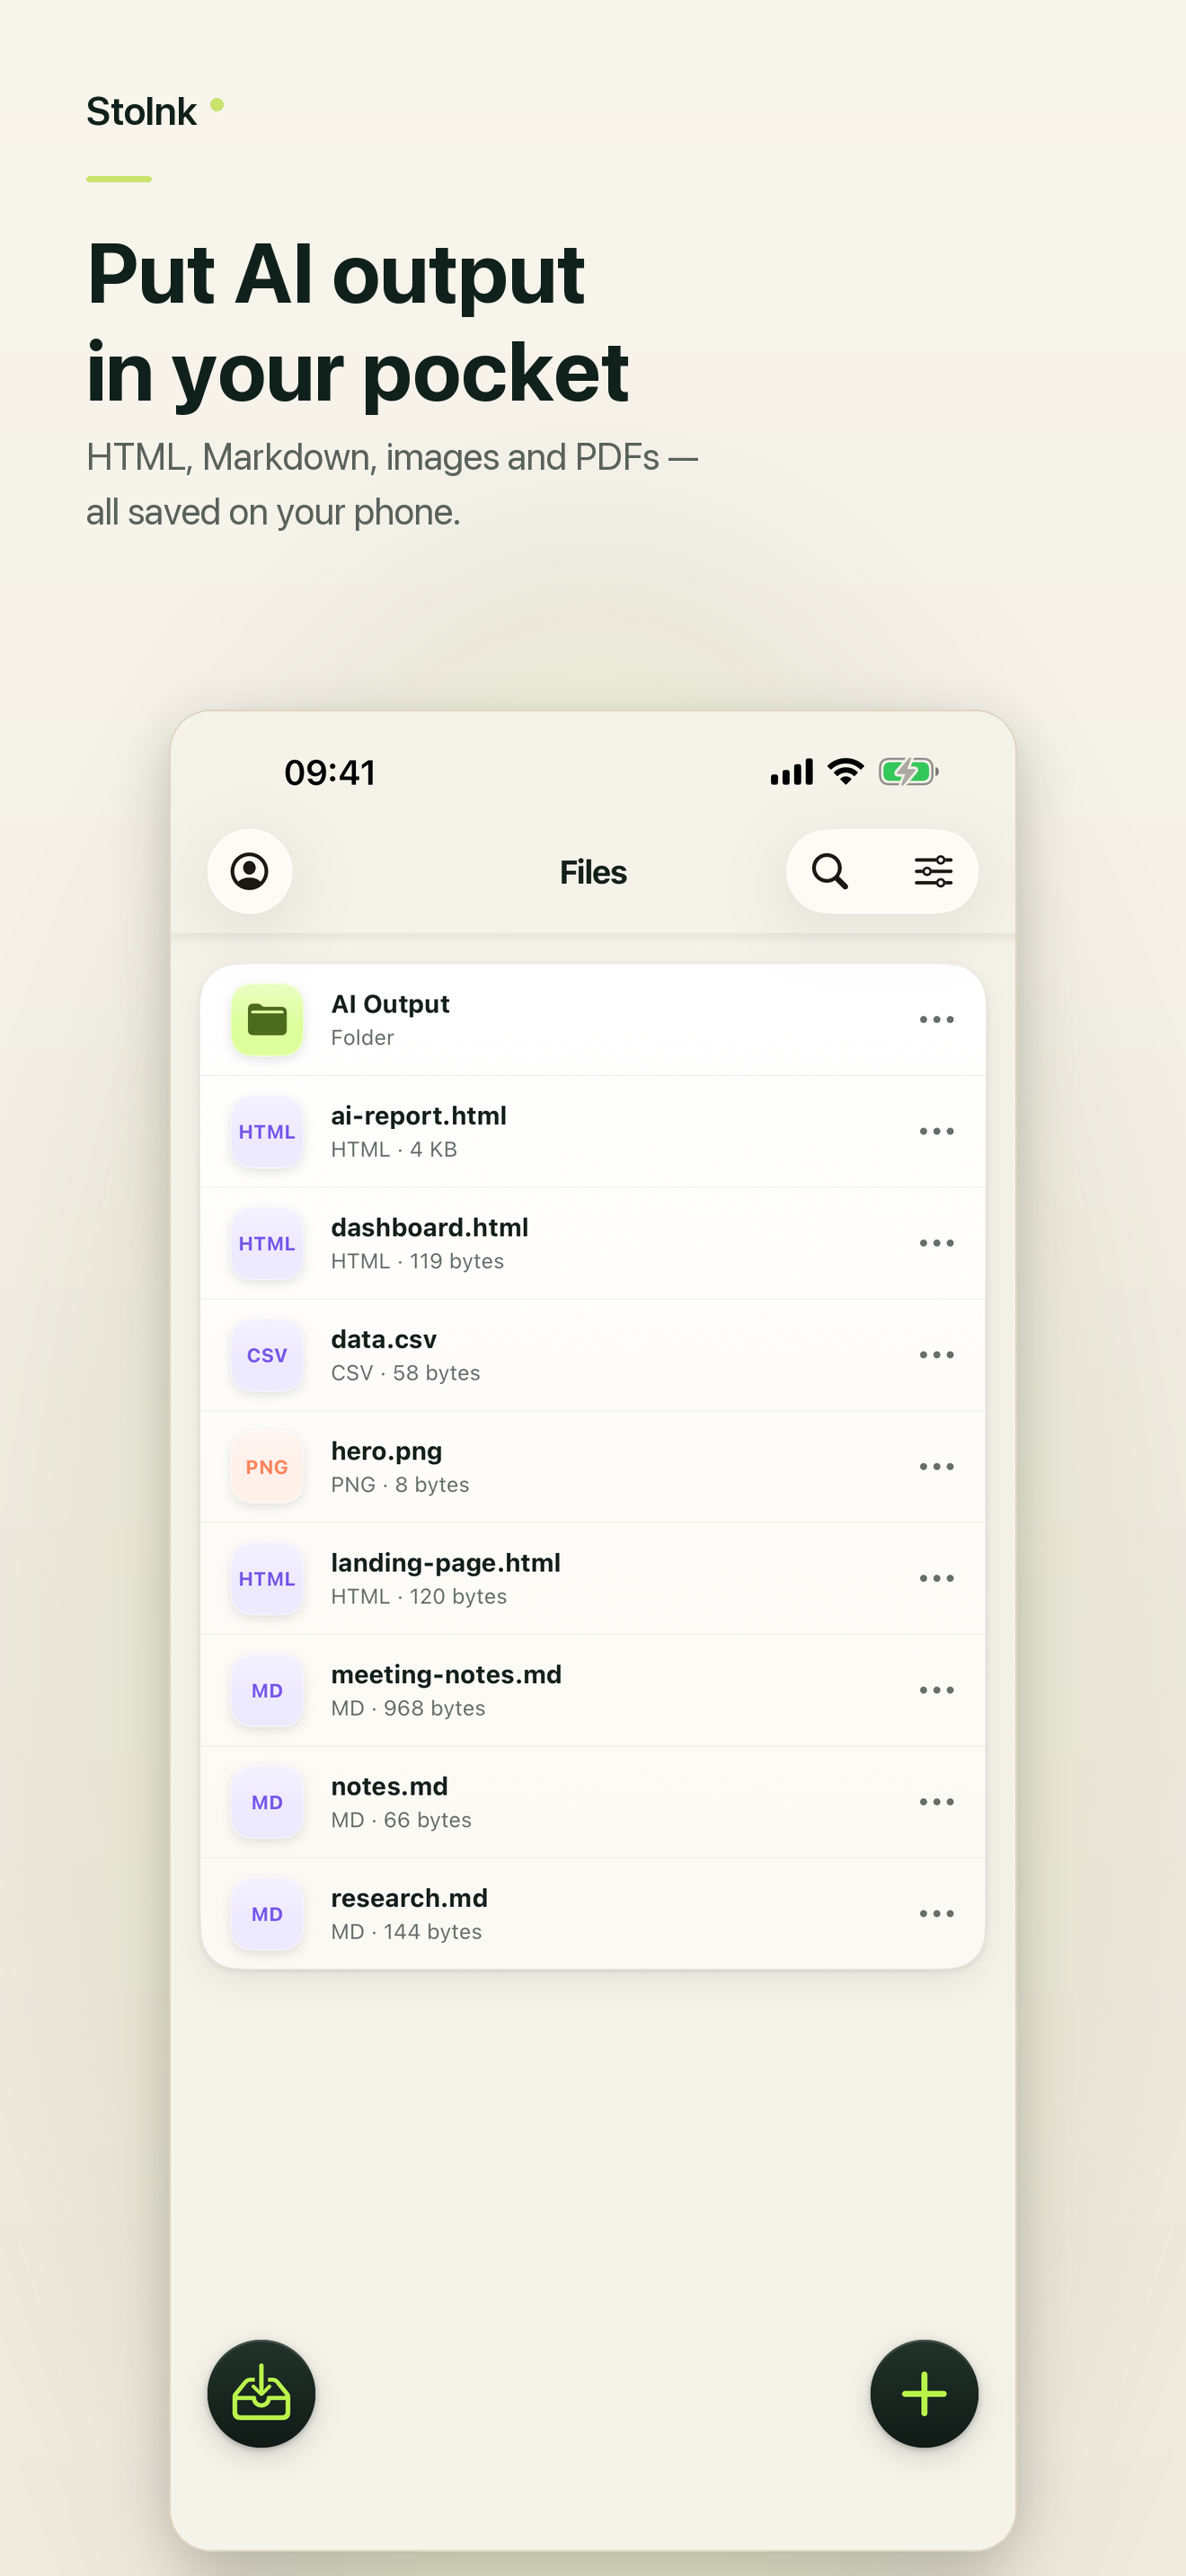 Stolnk
Put AI output
in your pocket
HTML, Markdown, images and PDFs —
all saved on your phone.
09:41
Files
AI Output
Folder
HTML
ai-report.html
HTML · 4 KB
HTML
dashboard.html
HTML · 119 bytes
CSV
data.csv
CSV · 58 bytes
PNG
hero.png
PNG · 8 bytes
HTML
landing-page.html
HTML · 120 bytes
MD
meeting-notes.md
MD · 968 bytes
MD
notes.md
MD · 66 bytes
MD
research.md
MD · 144 bytes